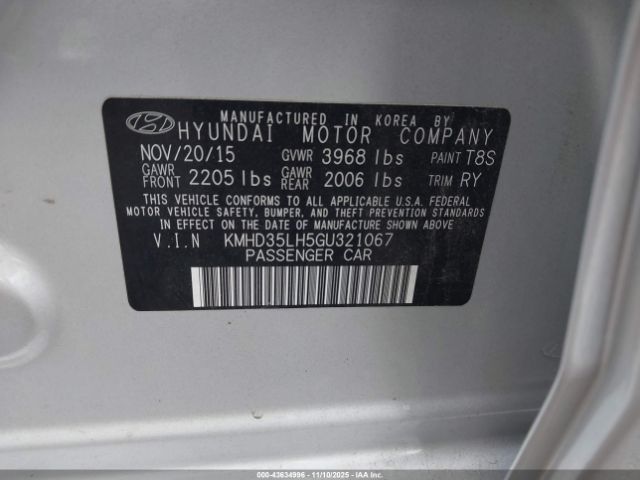 MANUFACTURED IN KOREA BY
HYUNDAI MOTOR COMPANY
NOV/20/15 GVWR 3968 lbs PAINT T8S
GAWR FRONT 2205 lbs GAWR REAR 2006 lbs TRIM RY
THIS VEHICLE CONFORMS TO ALL APPLICABLE U.S.A. FEDERAL
MOTOR VEHICLE SAFETY, BUMPER, AND THEFT PREVENTION STANDARDS
IN EFFECT ON THE DATE OF MANUFACTURE SHOWN ABOVE
V.I.N KMHD35LH5GU321067
PASSENGER CAR
000-43634996 - 11/10/2025 - IAAI.com